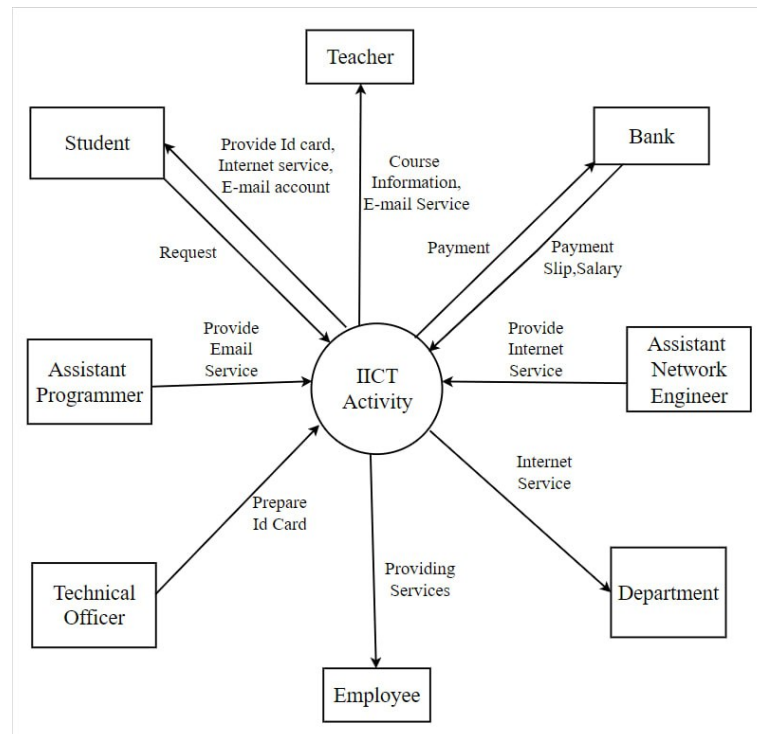 Teacher
Student
Provide Id card,
Internet service,
E-mail account
Course
Information,
E-mail Service
Bank
Request
Payment
Payment
Slip,Salary
Assistant
Programmer
Provide
Email
Service
IICT
Activity
Provide
Internet
Service
Assistant
Network
Engineer
Prepare
Id Card
Internet
Service
Technical
Officer
Providing
Services
Department
Employee